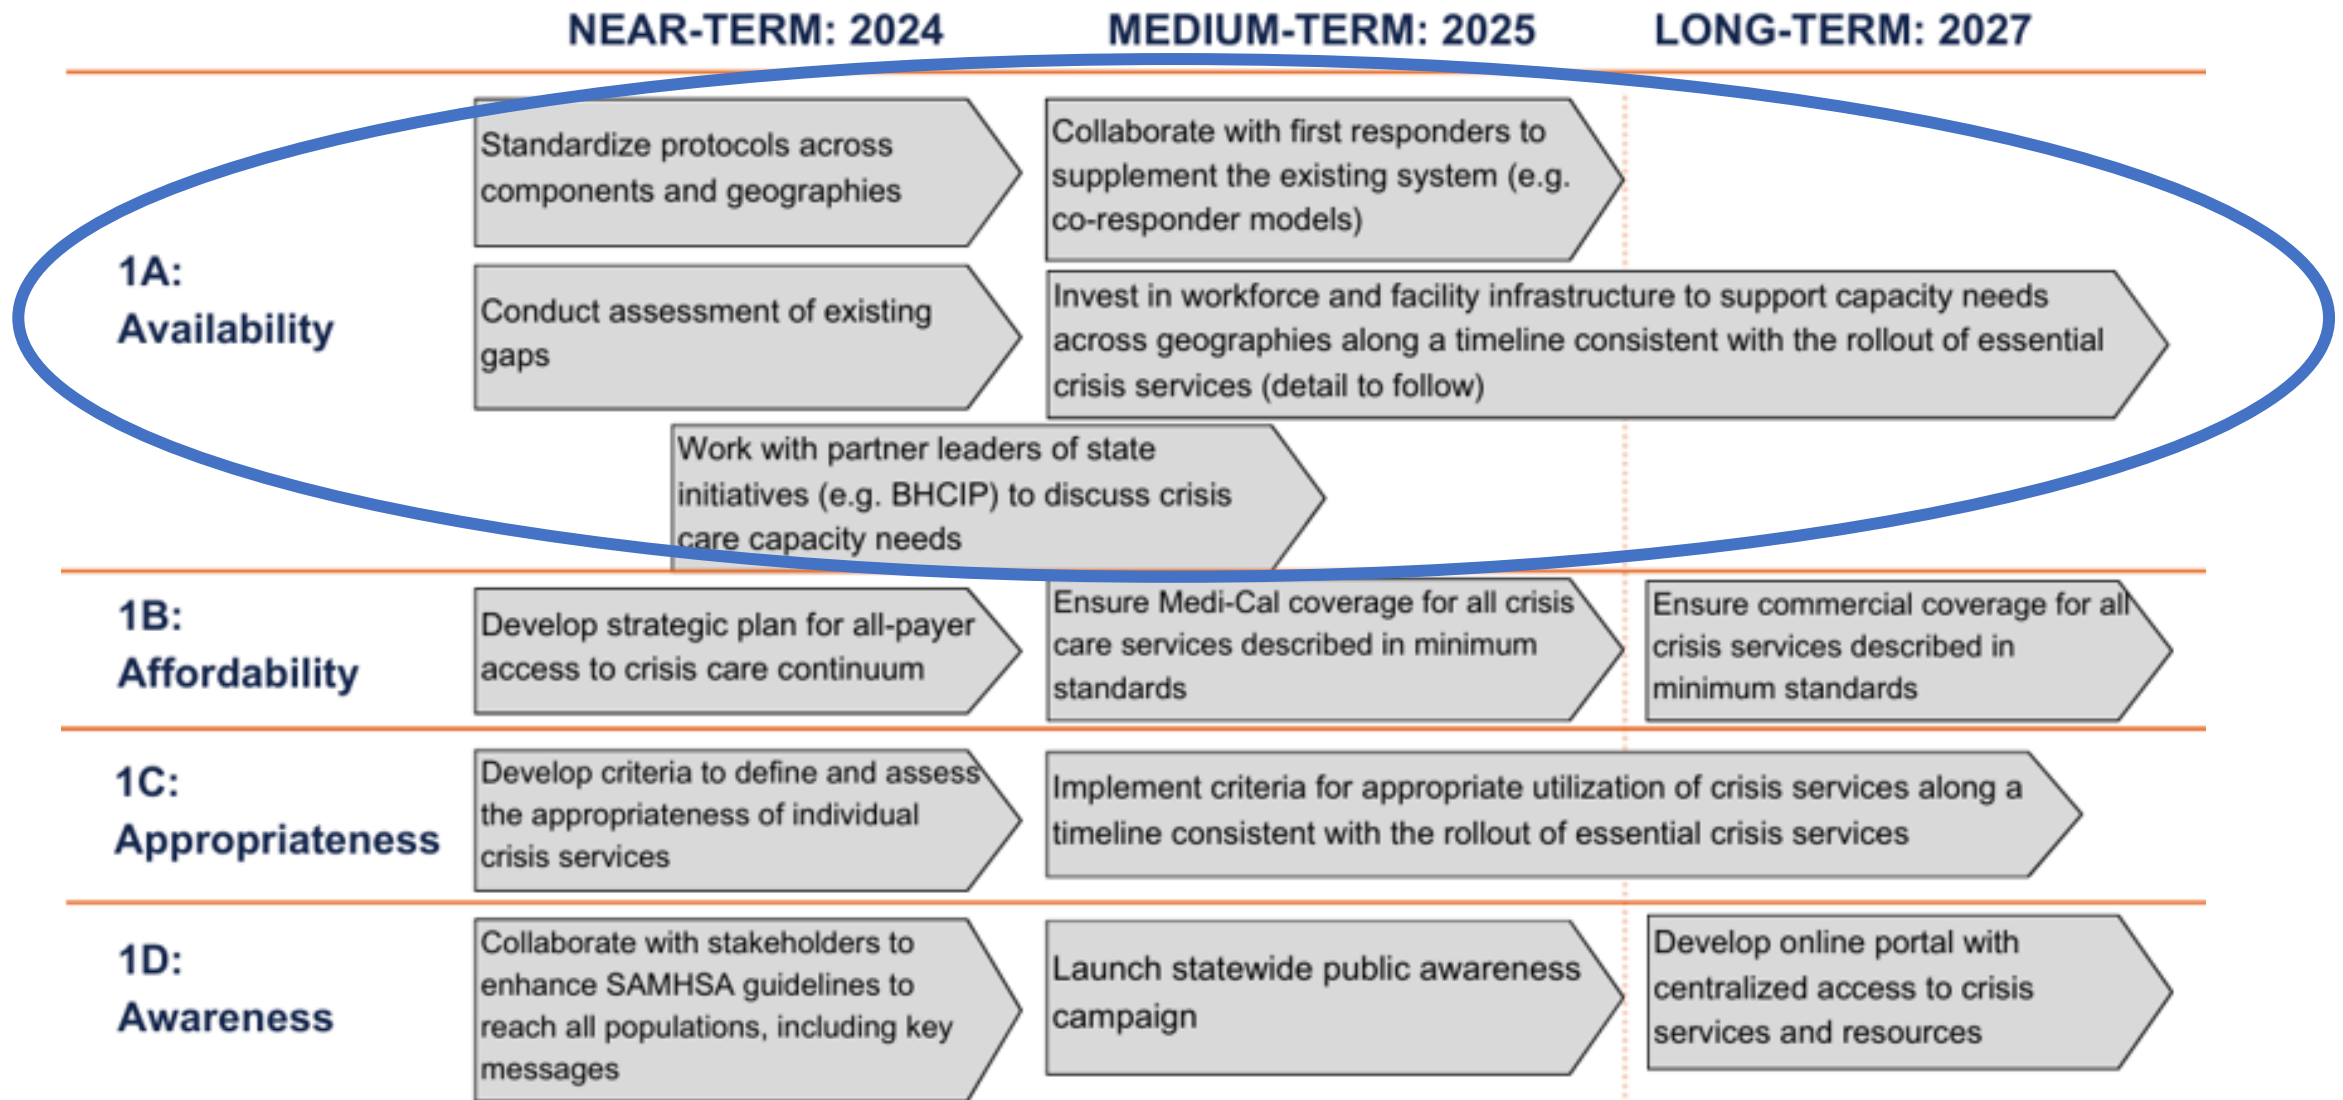 NEAR-TERM: 2024
MEDIUM-TERM: 2025
LONG-TERM: 2027
1A:
Availability
Standardize protocols across
components and geographies
Collaborate with first responders to
supplement the existing system (e.g.
co-responder models)
Conduct assessment of existing
gaps
Invest in workforce and facility infrastructure to support capacity needs
across geographies along a timeline consistent with the rollout of essential
crisis services (detail to follow)
Work with partner leaders of state
initiatives (e.g. BHCIP) to discuss crisis
care capacity needs
1B:
Affordability
Develop strategic plan for all-payer
access to crisis care continuum
Ensure Medi-Cal coverage for all crisis
care services described in minimum
standards
Ensure commercial coverage for all
crisis services described in
minimum standards
1C:
Appropriateness
Develop criteria to define and assess
the appropriateness of individual
crisis services
Implement criteria for appropriate utilization of crisis services along a
timeline consistent with the rollout of essential crisis services
1D:
Awareness
Collaborate with stakeholders to
enhance SAMHSA guidelines to
reach all populations, including key
messages
Launch statewide public awareness
campaign
Develop online portal with
centralized access to crisis
services and resources